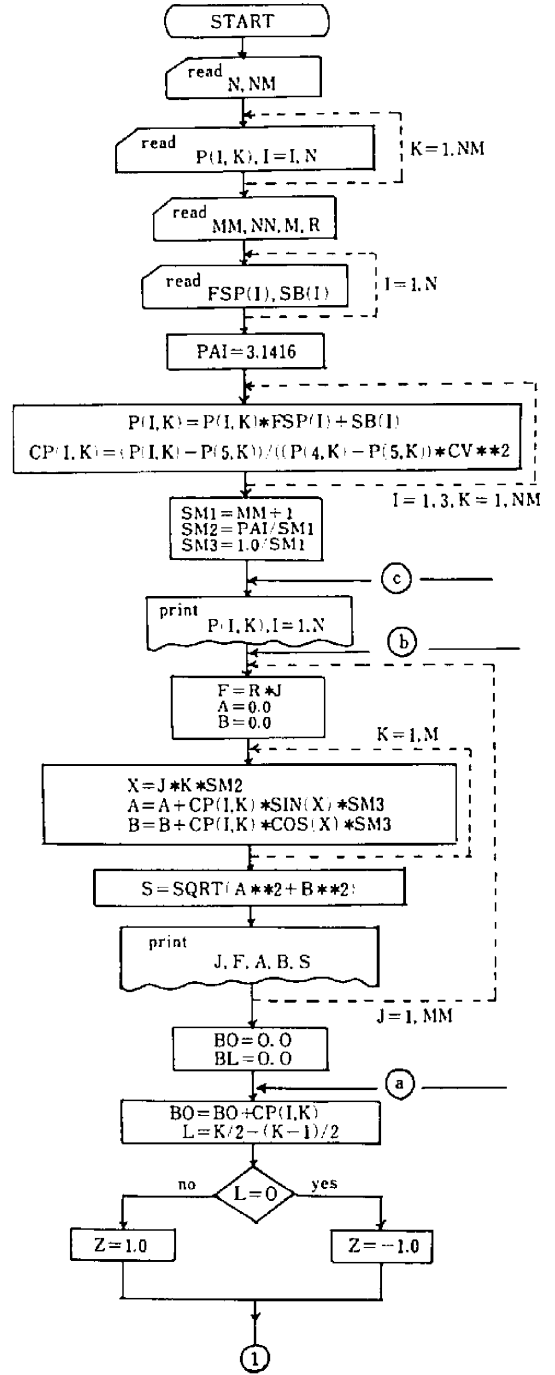 START
read
N, NM
read
P(I, K), I=I, N
K=1, NM
read
MM, NN, M, R
read
FSP(I), SB(I)
I=1, N
PAI=3.1416
P(I,K)=P(I,K)*FSP(I)+SB(I)
CP(I,K)=(P(I,K)-P(5,K))/((P(4,K)-P(5,K))*CV**2
I=1, 3, K=1, NM
SM1=MM+1
SM2=PAI/SM1
SM3=1.0/SM1
c
print
P(I, K), I=1, N
b
F=R*J
A=0.0
B=0.0
K=1, M
X=J*K*SM2
A=A+CP(I,K)*SIN(X)*SM3
B=B+CP(I,K)*COS(X)*SM3
S=SQRT(A**2+B**2)
print
J, F, A, B, S
J=1, MM
BO=0.0
BL=0.0
a
BO=BO+CP(I,K)
L=K/2-(K-1)/2
no
L=0
yes
Z=1.0
Z=-1.0
1